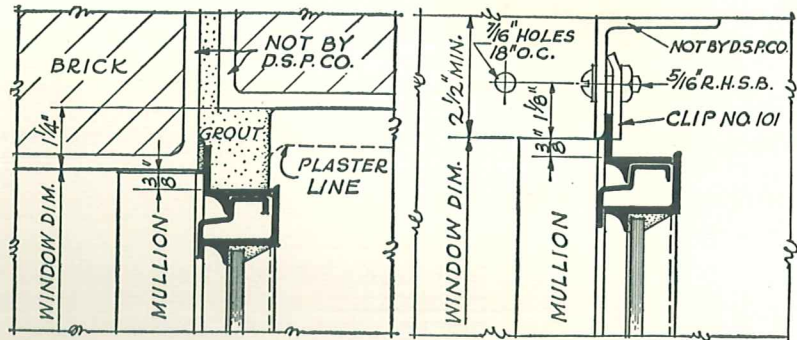 BRICK
NOT BY
D.S.P. CO.
1 1/4"
GROUT
PLASTER
LINE
3/8"
WINDOW DIM.
MULLION
7/16" HOLES
18" O.C.
2 1/2" MIN.
1 1/8"
NOT BY D.S.P. CO.
5/16" R.H.S.B.
CLIP NO. 101
3/8"
WINDOW DIM.
MULLION